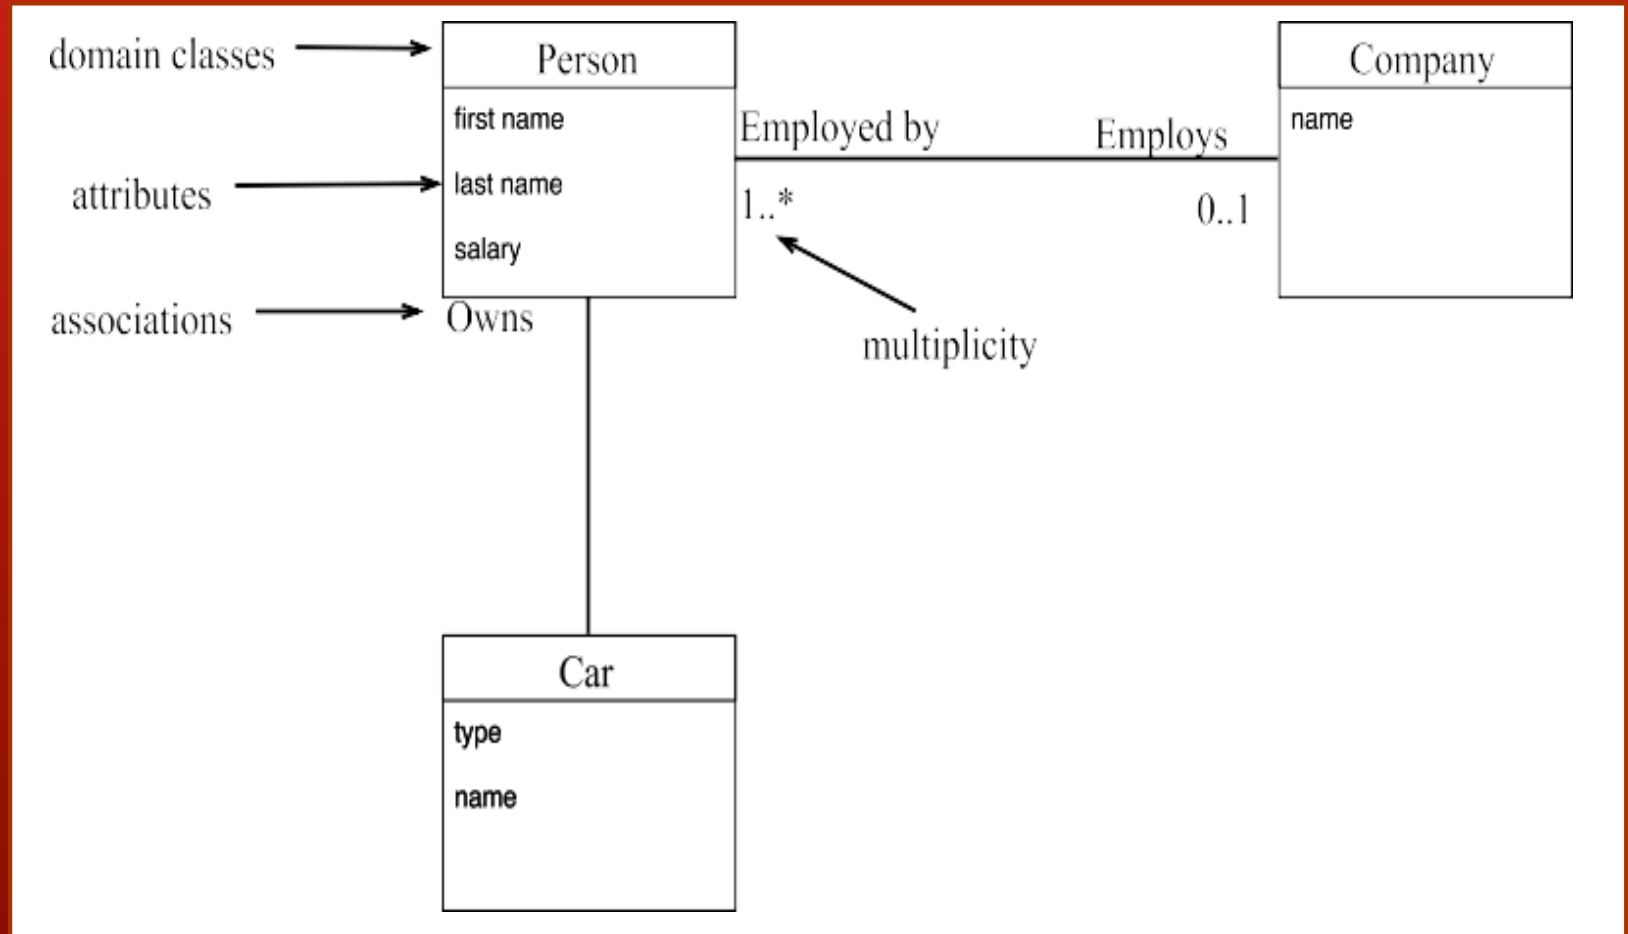 domain classes
Person
Company
first name
name
Employed by
Employs
attributes
last name
1..*
0..1
salary
associations
Owns
multiplicity
Car
type
name